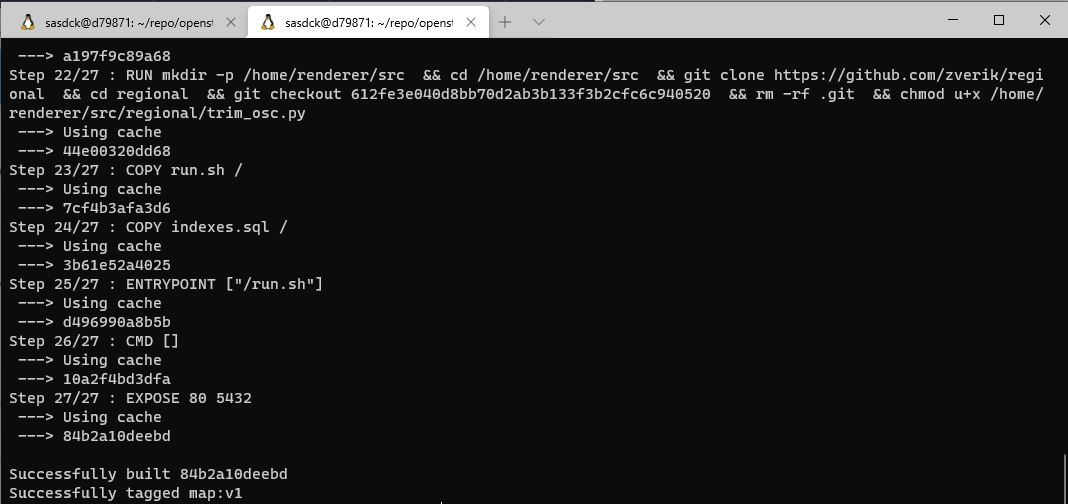 sasdck@d79871: ~/repo/openst
sasdck@d79871: ~/repo/openst
 ---> a197f9c89a68
Step 22/27 : RUN mkdir -p /home/renderer/src  && cd /home/renderer/src  && git clone https://github.com/zverik/regi
onal  && cd regional  && git checkout 612fe3e040d8bb70d2ab3b133f3b2cfc6c940520  && rm -rf .git  && chmod u+x /home/
renderer/src/regional/trim_osc.py
 ---> Using cache
 ---> 44e00320dd68
Step 23/27 : COPY run.sh /
 ---> Using cache
 ---> 7cf4b3afa3d6
Step 24/27 : COPY indexes.sql /
 ---> Using cache
 ---> 3b61e52a4025
Step 25/27 : ENTRYPOINT ["/run.sh"]
 ---> Using cache
 ---> d496990a8b5b
Step 26/27 : CMD []
 ---> Using cache
 ---> 10a2f4bd3dfa
Step 27/27 : EXPOSE 80 5432
 ---> Using cache
 ---> 84b2a10deebd
Successfully built 84b2a10deebd
Successfully tagged map:v1